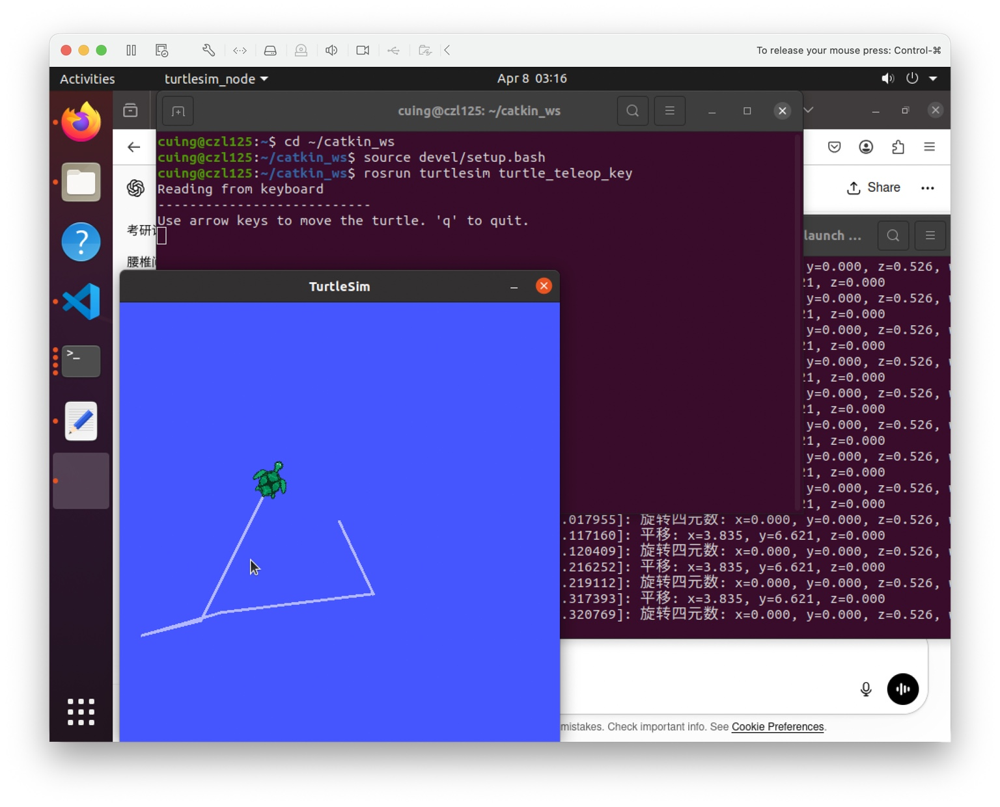 To release your mouse press: Control-⌘
Activities
turtlesim_node
Apr 8 03:16
cuing@czl125: ~/catkin_ws
cuing@czl125:~$ cd ~/catkin_ws
cuing@czl125:~/catkin_ws$ source devel/setup.bash
cuing@czl125:~/catkin_ws$ rosrun turtlesim turtle_teleop_key
Reading from keyboard
---------------------------
Use arrow keys to move the turtle. 'q' to quit.
Share
考研
腰椎
launch ...
TurtleSim
y=0.000, z=0.526,
1, z=0.000
y=0.000, z=0.526,
1, z=0.000
y=0.000, z=0.526,
1, z=0.000
y=0.000, z=0.526,
1, z=0.000
y=0.000, z=0.526,
1, z=0.000
y=0.000, z=0.526,
1, z=0.000
y=0.000, z=0.526,
1, z=0.000
y=0.000, z=0.526,
1, z=0.000
.017955]: 旋转四元数: x=0.000, y=0.000, z=0.526,
.117160]: 平移: x=3.835, y=6.621, z=0.000
.120409]: 旋转四元数: x=0.000, y=0.000, z=0.526,
.216252]: 平移: x=3.835, y=6.621, z=0.000
.219112]: 旋转四元数: x=0.000, y=0.000, z=0.526,
.317393]: 平移: x=3.835, y=6.621, z=0.000
.320769]: 旋转四元数: x=0.000, y=0.000, z=0.526,
mistakes. Check important info. See Cookie Preferences.